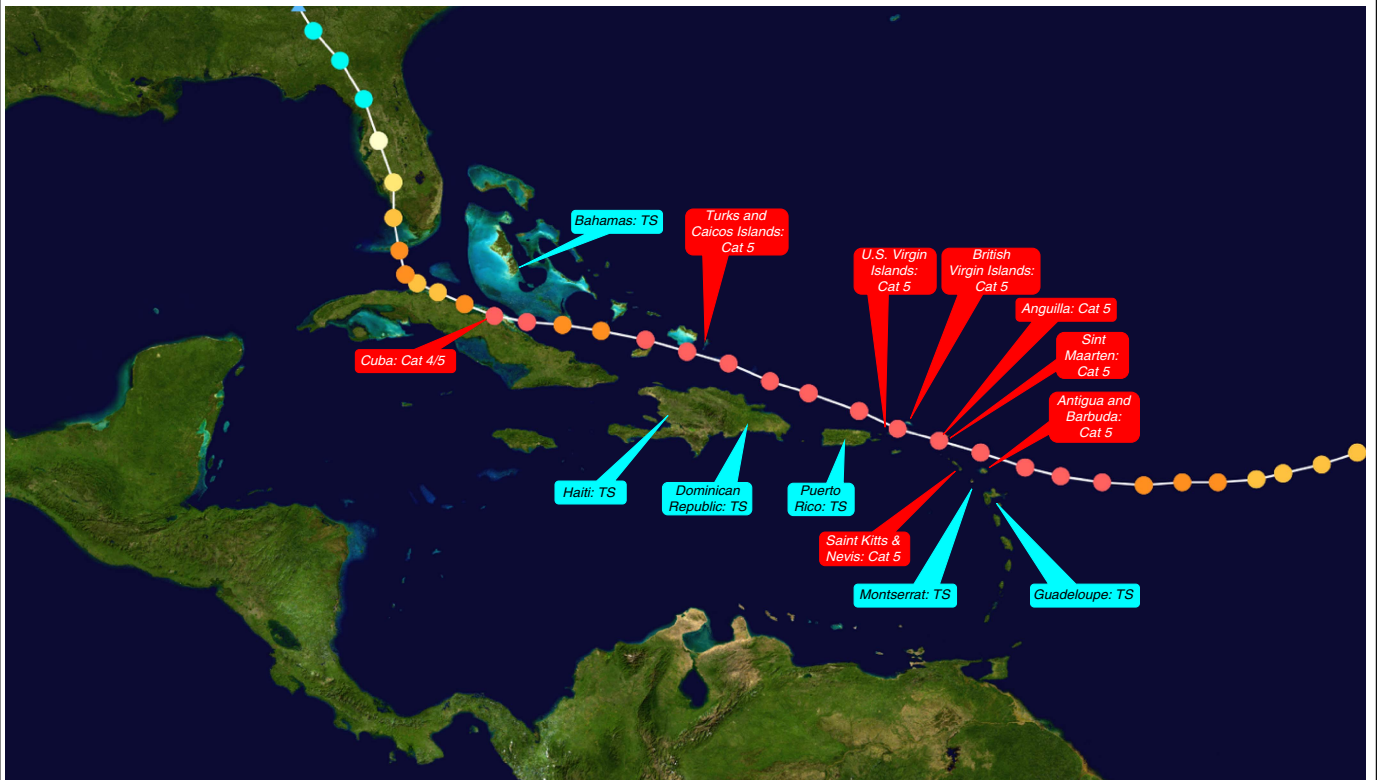 Bahamas: TS
Turks and
Caicos Islands:
Cat 5
U.S. Virgin
Islands:
Cat 5
British
Virgin Islands:
Cat 5
Anguilla: Cat 5
Sint
Maarten:
Cat 5
Cuba: Cat 4/5
Antigua and
Barbuda:
Cat 5
Haiti: TS
Dominican
Republic: TS
Puerto
Rico: TS
Saint Kitts &
Nevis: Cat 5
Montserrat: TS
Guadeloupe: TS